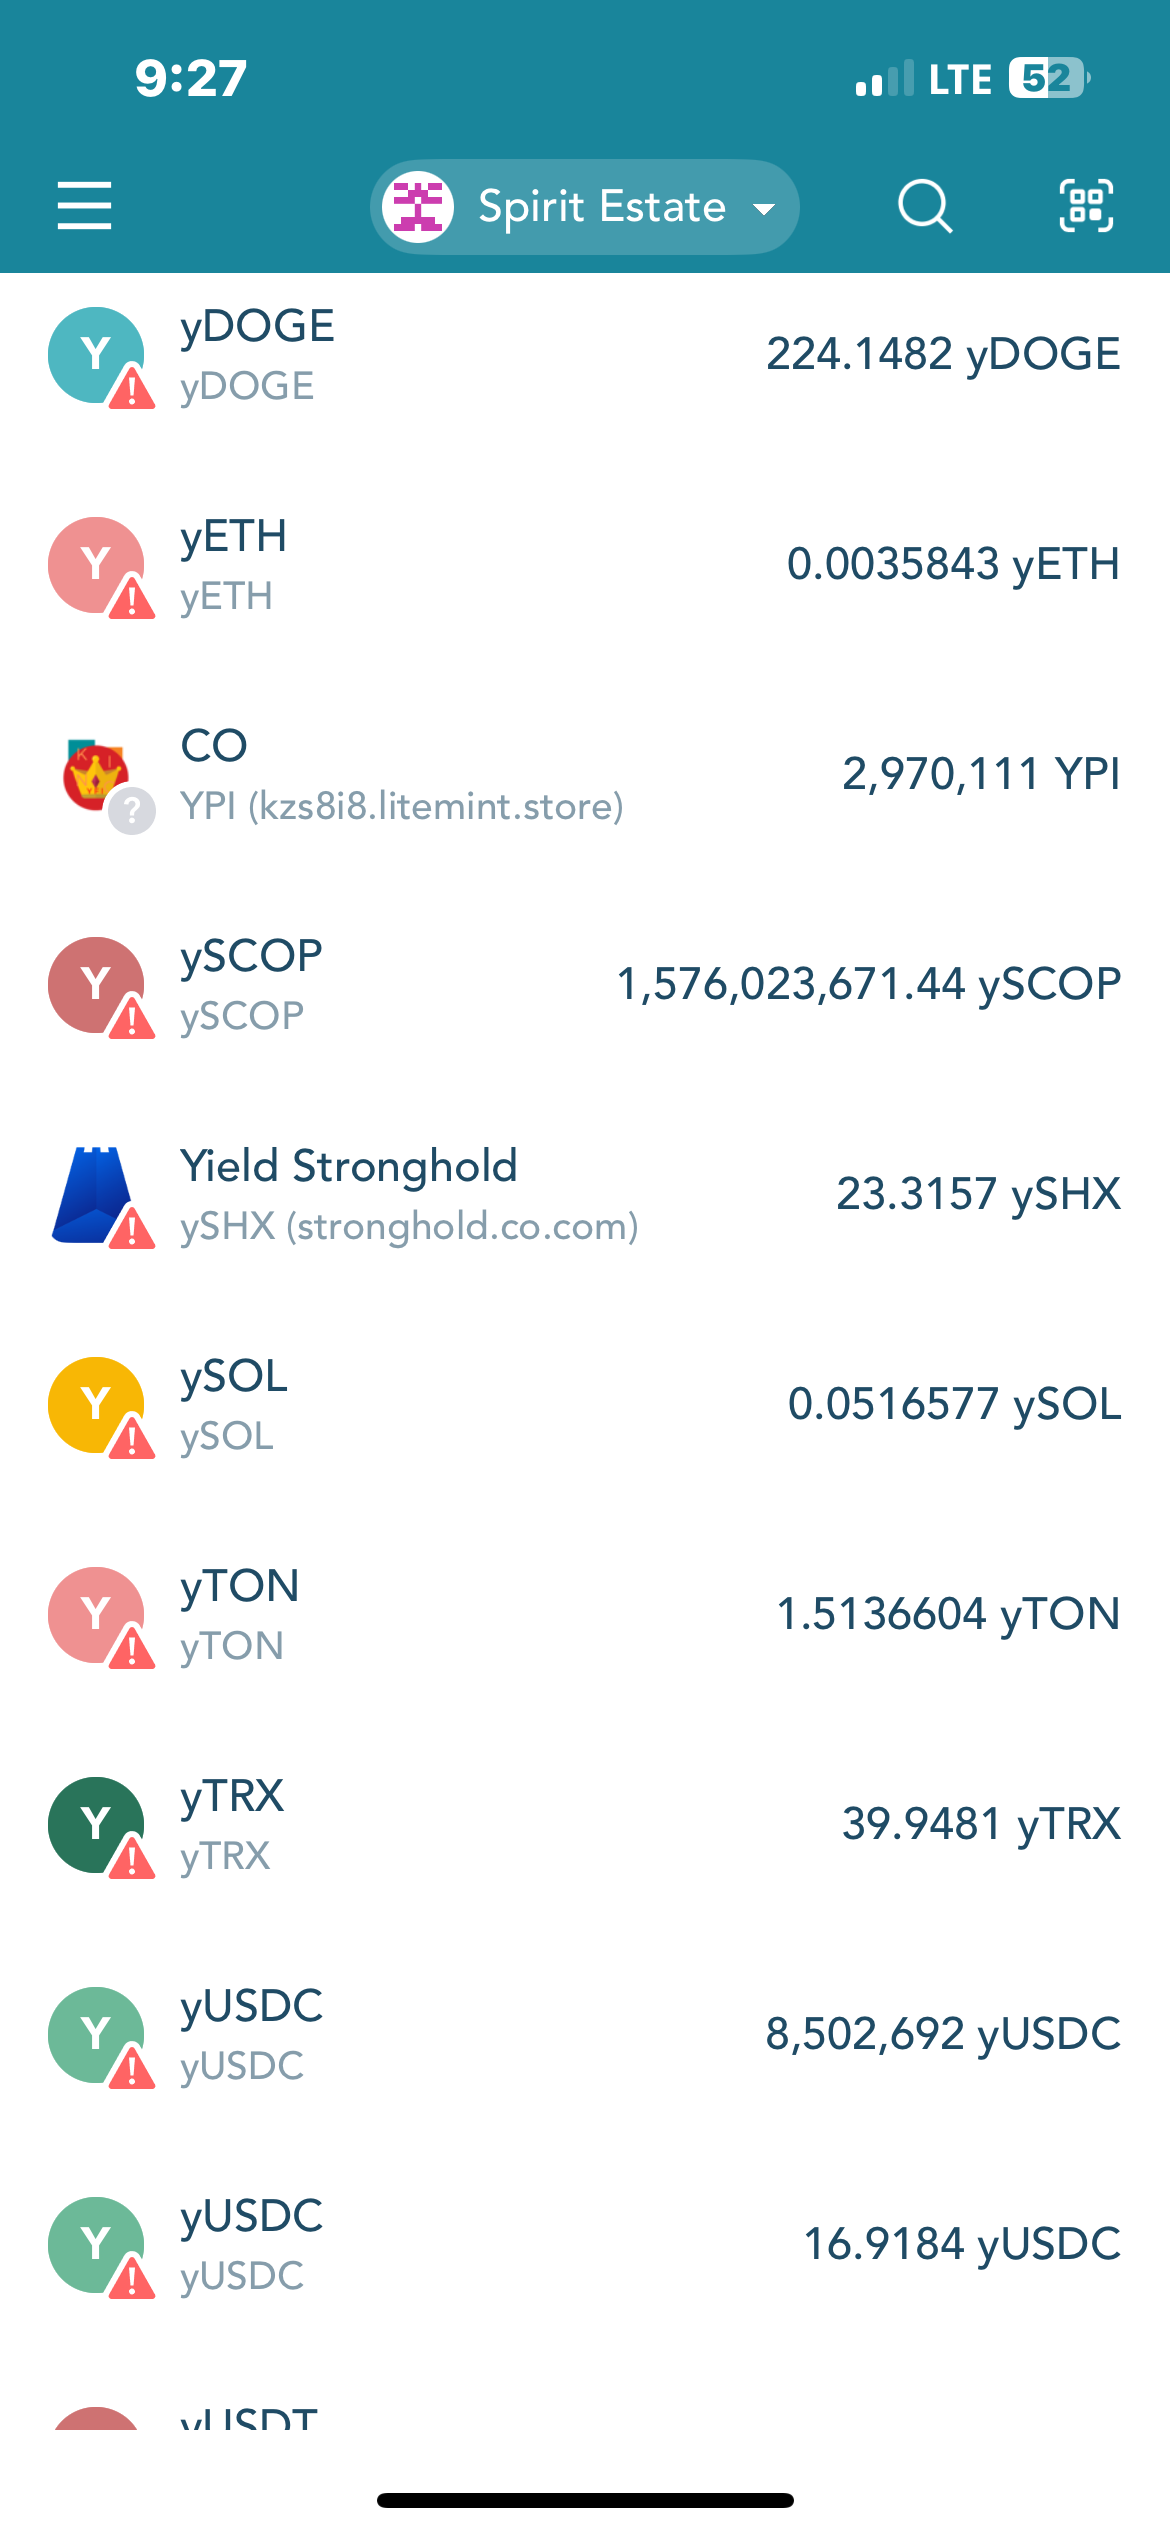 9:27
LTE 52
Spirit Estate
Y
yDOGE
yDOGE
224.1482 yDOGE
Y
yETH
yETH
0.0035843 yETH
K I
CO
YPI (kzs8i8.litemint.store)
2,970,111 YPI
Y
ySCOP
ySCOP
1,576,023,671.44 ySCOP
Yield Stronghold
ySHX (stronghold.co.com)
23.3157 ySHX
Y
ySOL
ySOL
0.0516577 ySOL
Y
yTON
yTON
1.5136604 yTON
Y
yTRX
yTRX
39.9481 yTRX
Y
yUSDC
yUSDC
8,502,692 yUSDC
Y
yUSDC
yUSDC
16.9184 yUSDC
yUSDT